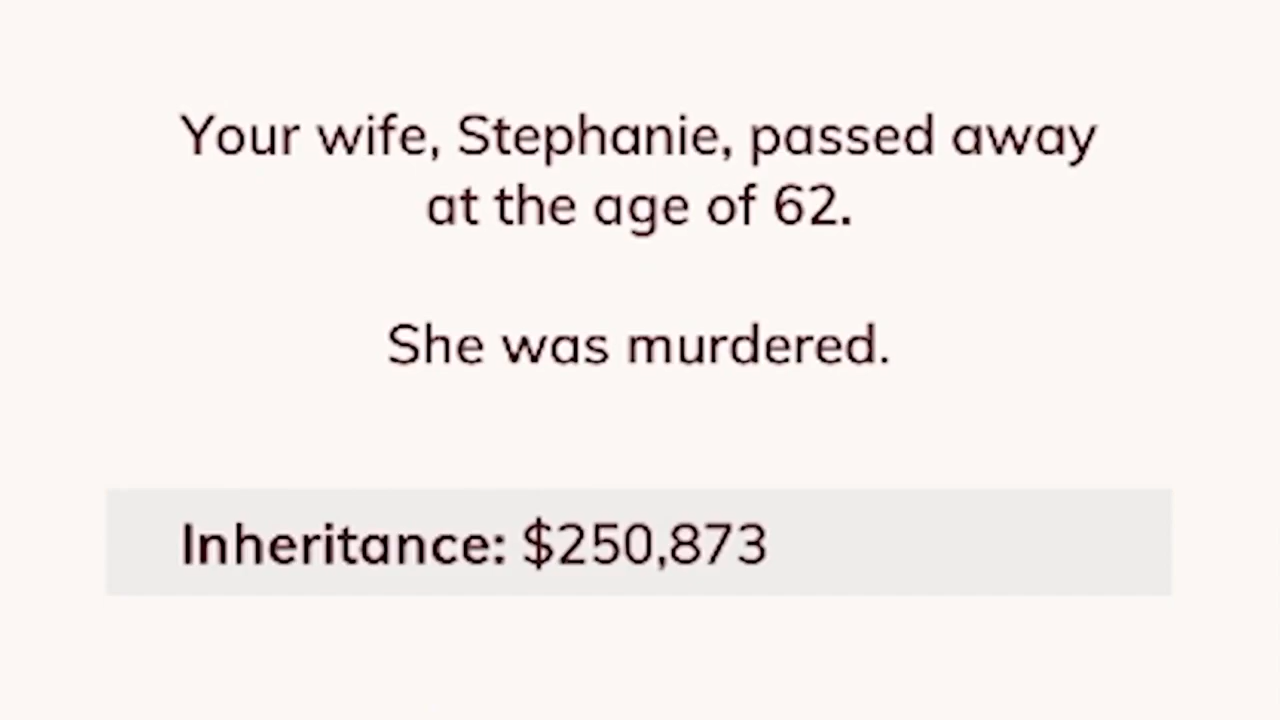 Your wife, Stephanie, passed away
at the age of 62.
She was murdered.
Inheritance: $250,873